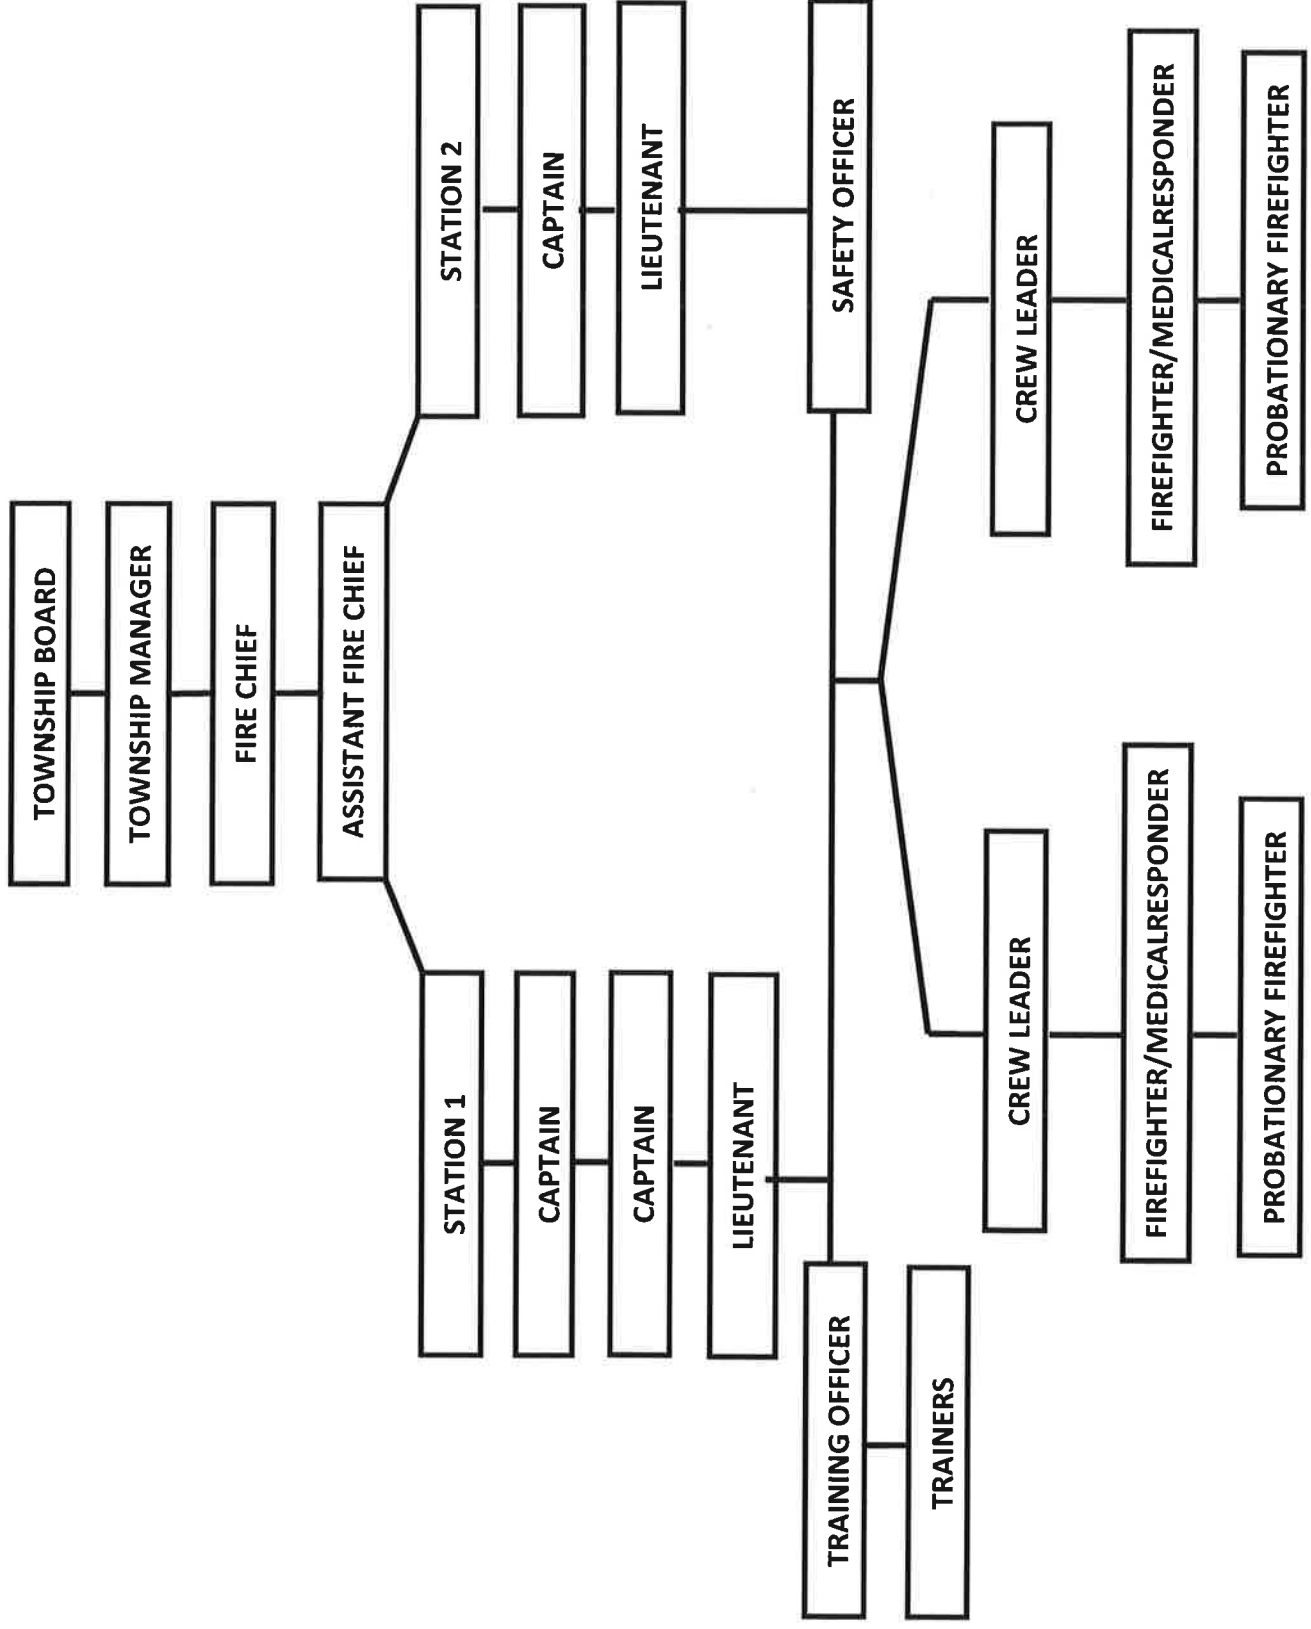 TOWNSHIP BOARD
TOWNSHIP MANAGER
FIRE CHIEF
ASSISTANT FIRE CHIEF
STATION 1
CAPTAIN
CAPTAIN
LIEUTENANT
STATION 2
CAPTAIN
LIEUTENANT
TRAINING OFFICER
TRAINERS
SAFETY OFFICER
CREW LEADER
FIREFIGHTER/MEDICALRESPONDER
PROBATIONARY FIREFIGHTER
CREW LEADER
FIREFIGHTER/MEDICALRESPONDER
PROBATIONARY FIREFIGHTER